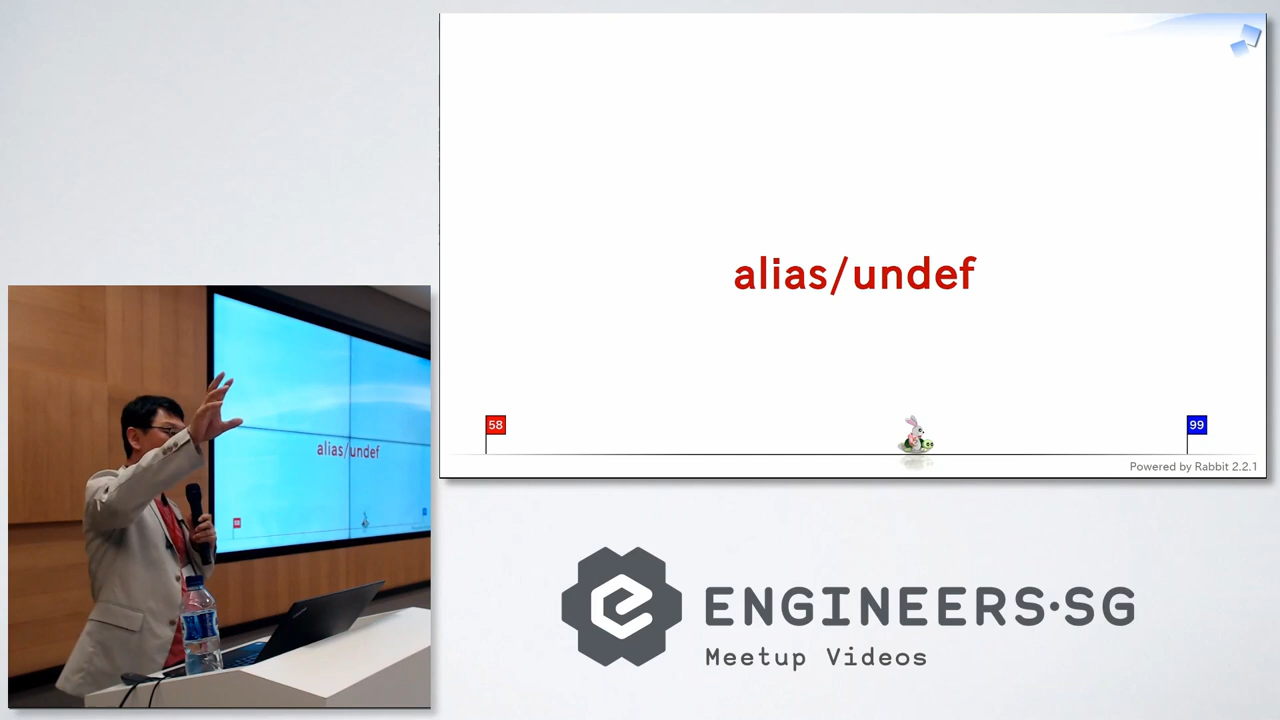 alias/undef
58
99
Powered by Rabbit 2.2.1
alias/undef
ENGINEERS·SG
Meetup Videos